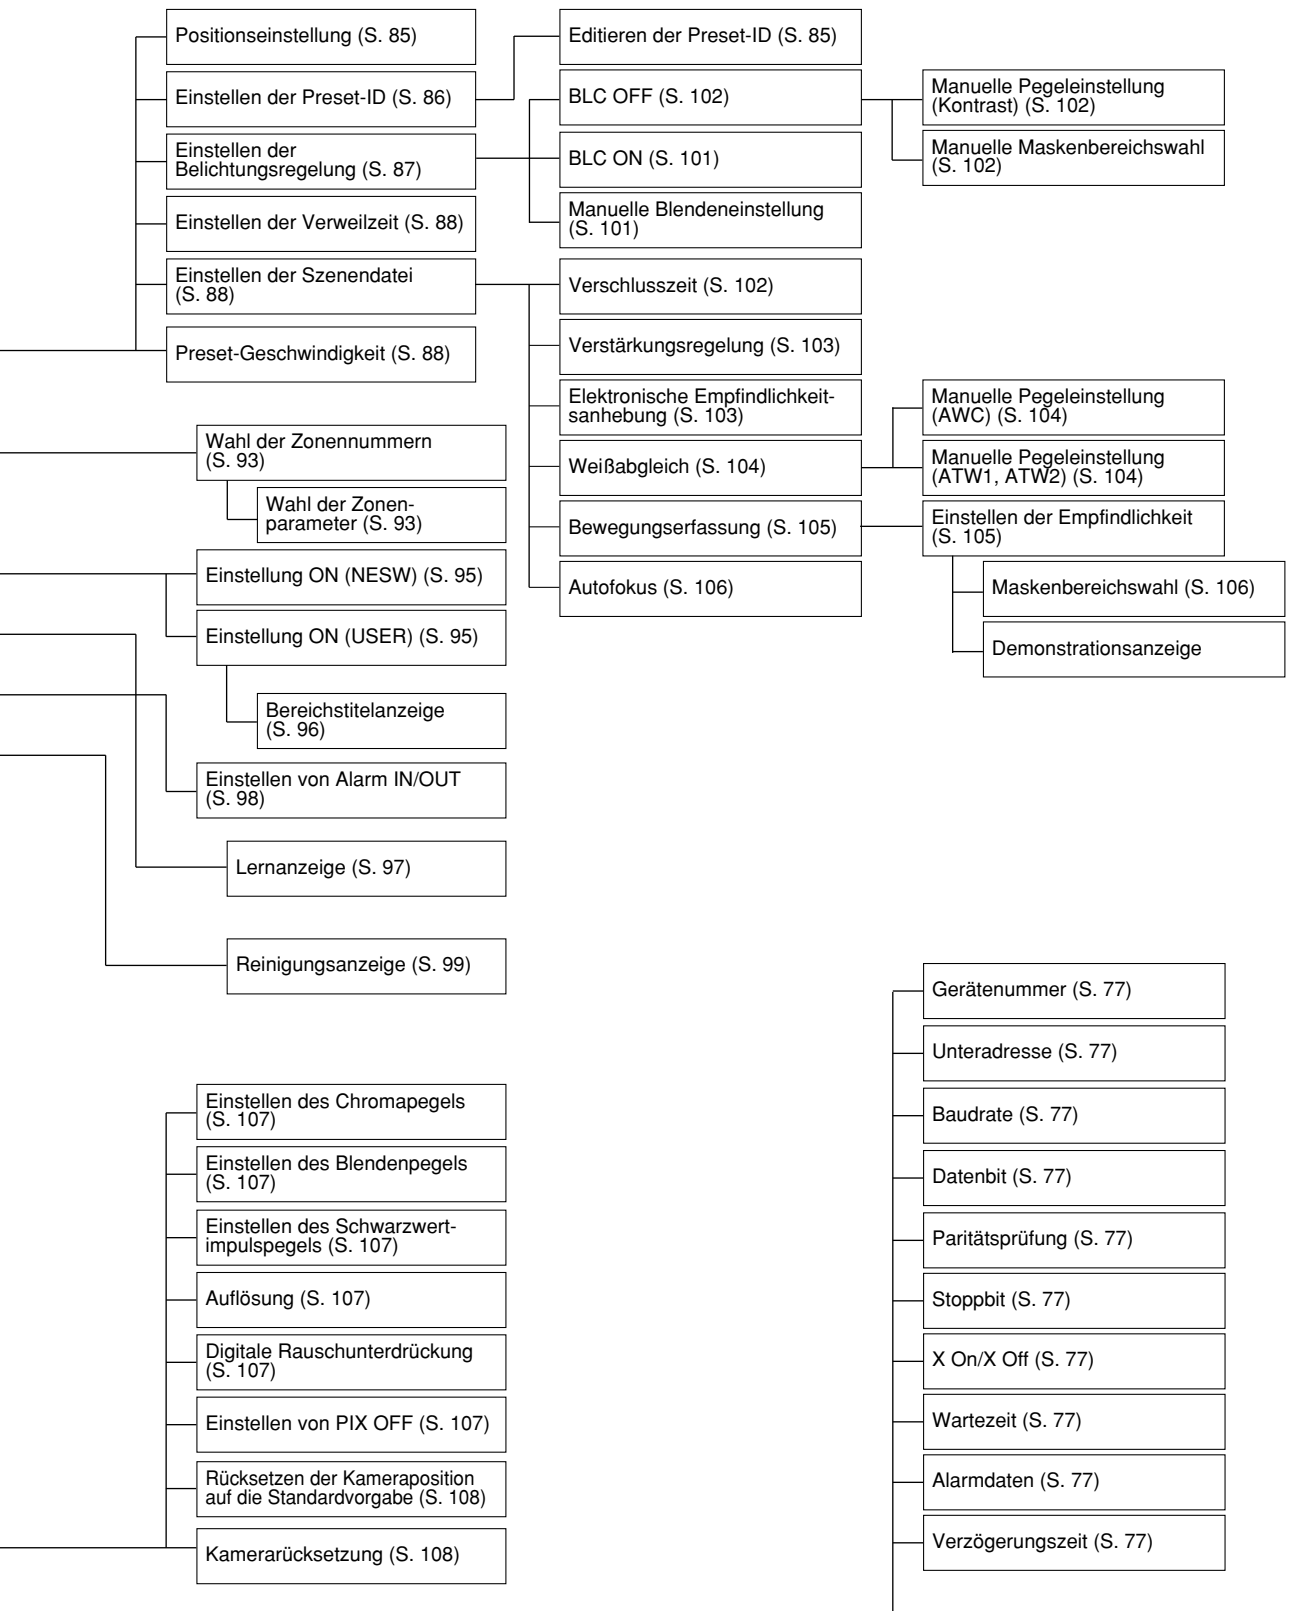 Positionseinstellung (S. 85)
Einstellen der Preset-ID (S. 86)
Einstellen der
Belichtungsregelung (S. 87)
Einstellen der Verweilzeit (S. 88)
Einstellen der Szenendatei
(S. 88)
Preset-Geschwindigkeit (S. 88)
Editieren der Preset-ID (S. 85)
BLC OFF (S. 102)
BLC ON (S. 101)
Manuelle Blendeneinstellung
(S. 101)
Manuelle Pegeleinstellung
(Kontrast) (S. 102)
Manuelle Maskenbereichswahl
(S. 102)
Verschlusszeit (S. 102)
Verstärkungsregelung (S. 103)
Elektronische Empfindlichkeit-
sanhebung (S. 103)
Weißabgleich (S. 104)
Bewegungserfassung (S. 105)
Autofokus (S. 106)
Manuelle Pegeleinstellung
(AWC) (S. 104)
Manuelle Pegeleinstellung
(ATW1, ATW2) (S. 104)
Einstellen der Empfindlichkeit
(S. 105)
Maskenbereichswahl (S. 106)
Demonstrationsanzeige
Wahl der Zonennummern
(S. 93)
Wahl der Zonen-
parameter (S. 93)
Einstellung ON (NESW) (S. 95)
Einstellung ON (USER) (S. 95)
Bereichstitelanzeige
(S. 96)
Einstellen von Alarm IN/OUT
(S. 98)
Lernanzeige (S. 97)
Reinigungsanzeige (S. 99)
Einstellen des Chromapegels
(S. 107)
Einstellen des Blendenpegels
(S. 107)
Einstellen des Schwarzwert-
impulspegels (S. 107)
Auflösung (S. 107)
Digitale Rauschunterdrückung
(S. 107)
Einstellen von PIX OFF (S. 107)
Rücksetzen der Kameraposition
auf die Standardvorgabe (S. 108)
Kamerarücksetzung (S. 108)
Gerätenummer (S. 77)
Unteradresse (S. 77)
Baudrate (S. 77)
Datenbit (S. 77)
Paritätsprüfung (S. 77)
Stoppbit (S. 77)
X On/X Off (S. 77)
Wartezeit (S. 77)
Alarmdaten (S. 77)
Verzögerungszeit (S. 77)